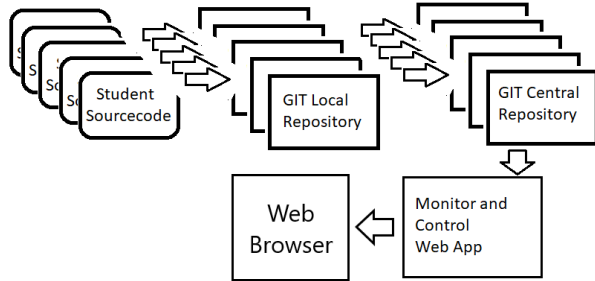 Student
Sourcecode
GIT Local
Repository
GIT Central
Repository
Monitor and
Control
Web App
Web
Browser